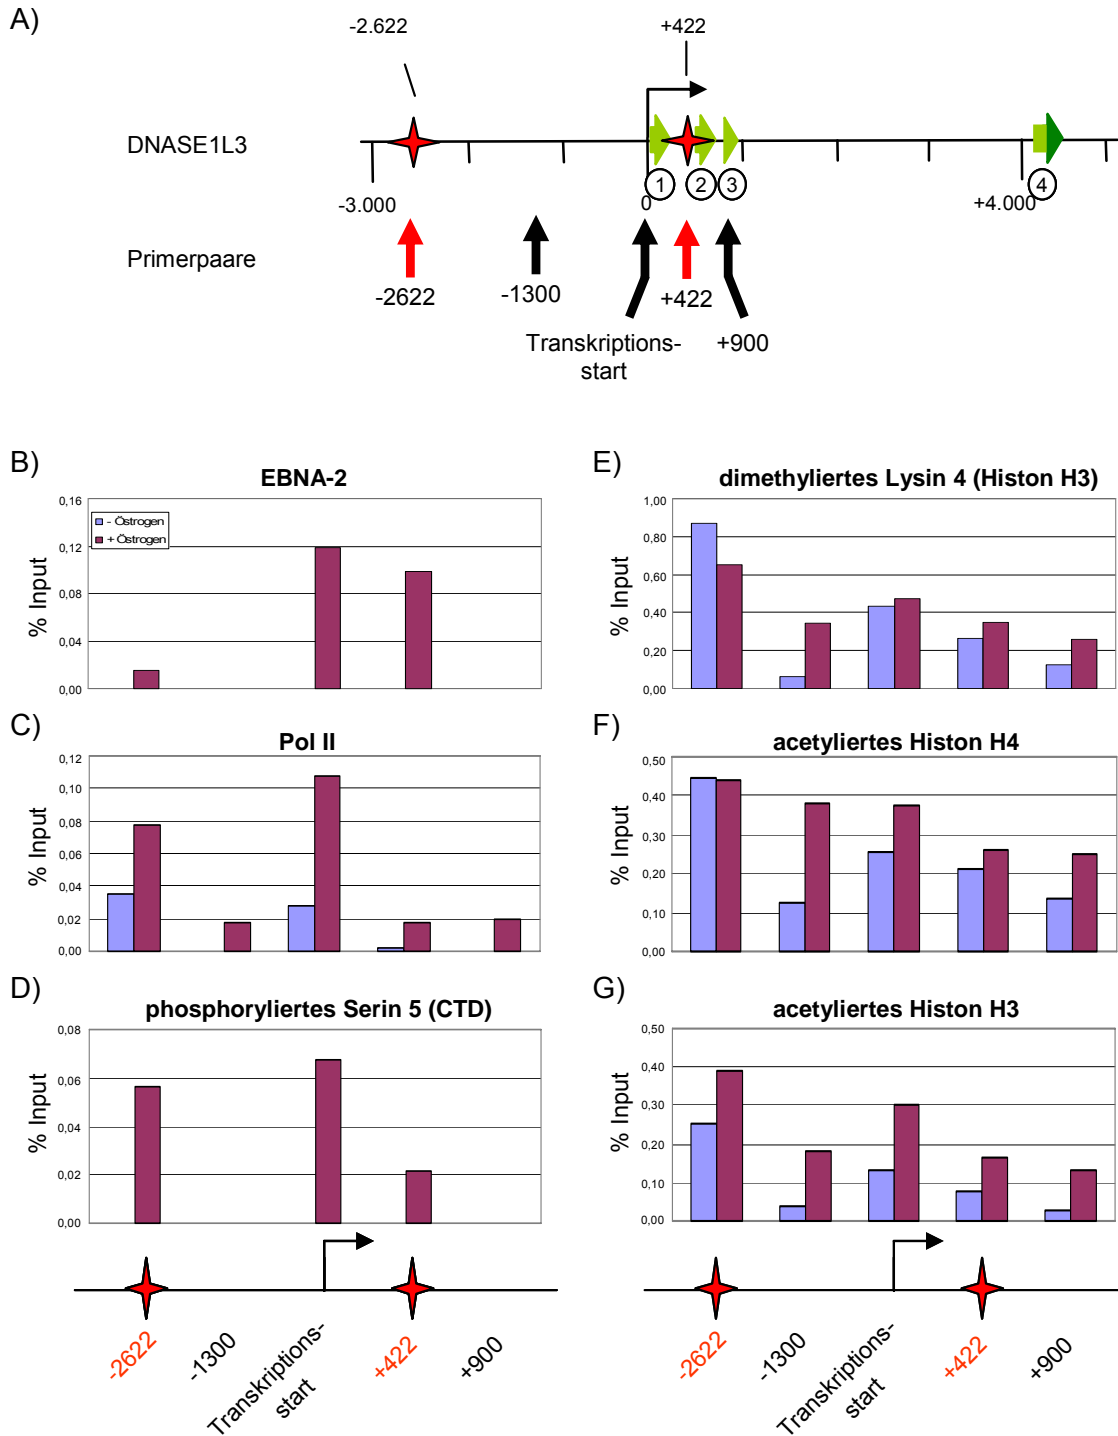 A)
-2.622
+422
DNASE1L3
1
2
3
4
-3.000
0
+4.000
Primerpaare
-2622
-1300
+422
Transkriptions-
start
+900
B)
EBNA-2
0,16
0,12
0,08
0,04
0,00
% Input
- Östrogen
+ Östrogen
E)
dimethyliertes Lysin 4 (Histon H3)
1,00
0,80
0,60
0,40
0,20
0,00
% Input
C)
Pol II
0,12
0,10
0,08
0,06
0,04
0,02
0,00
% Input
F)
acetyliertes Histon H4
0,50
0,40
0,30
0,20
0,10
0,00
% Input
D)
phosphoryliertes Serin 5 (CTD)
0,08
0,06
0,04
0,02
0,00
% Input
G)
acetyliertes Histon H3
0,50
0,40
0,30
0,20
0,10
0,00
% Input
-2622
-1300
Transkriptions-
start
+422
+900
-2622
-1300
Transkriptions-
start
+422
+900